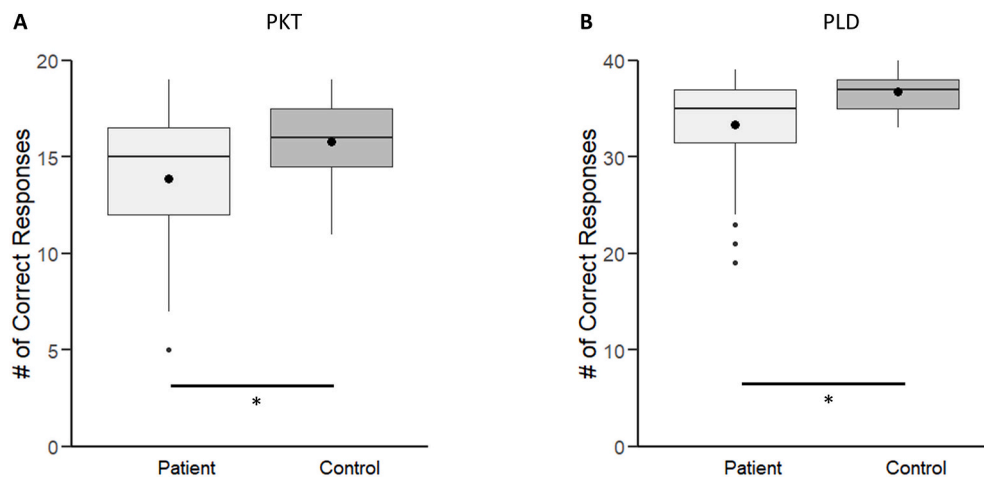 A
PKT
# of Correct Responses
20
15
10
5
0
*
Patient
Control
B
PLD
# of Correct Responses
40
30
20
10
0
*
Patient
Control